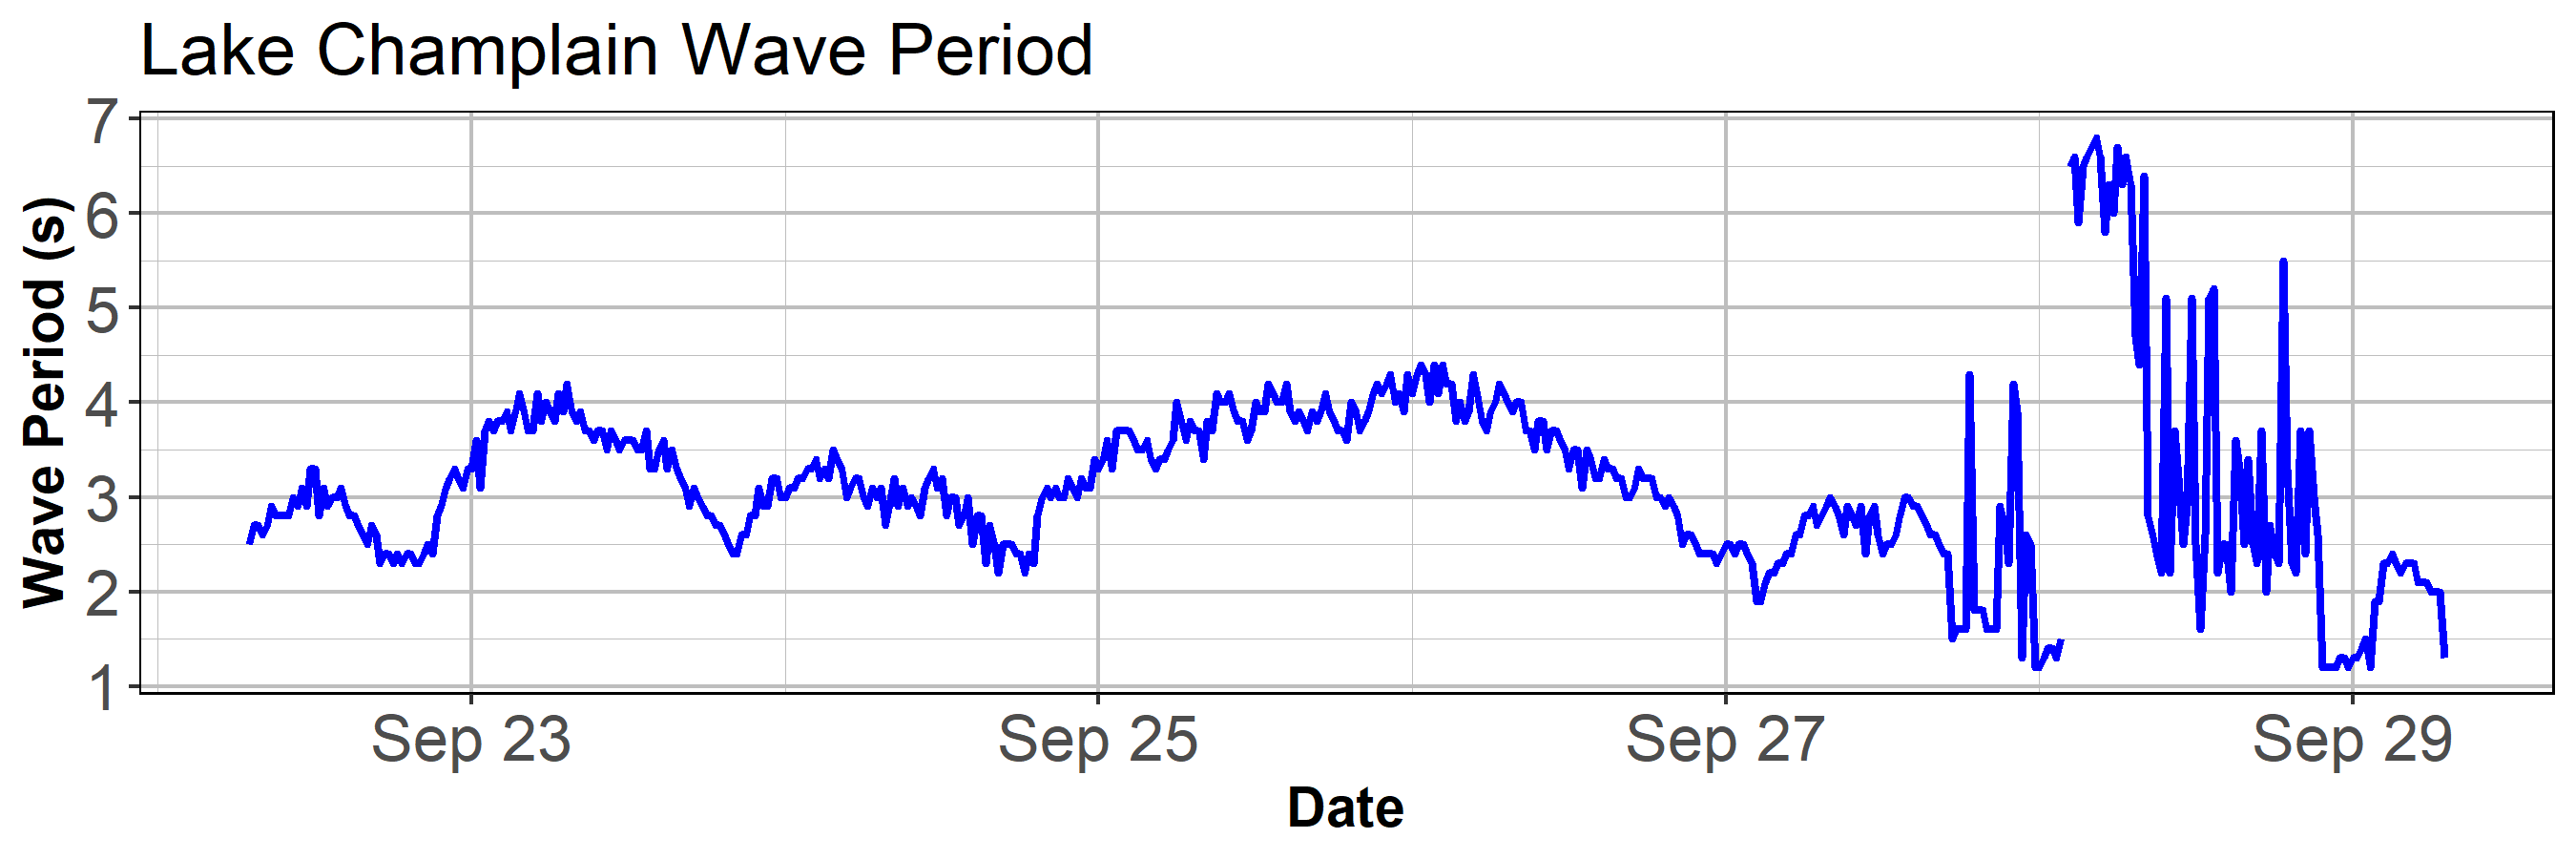 Lake Champlain Wave Period
Wave Period (s)
7
6
5
4
3
2
1
Sep 23
Sep 25
Sep 27
Sep 29
Date